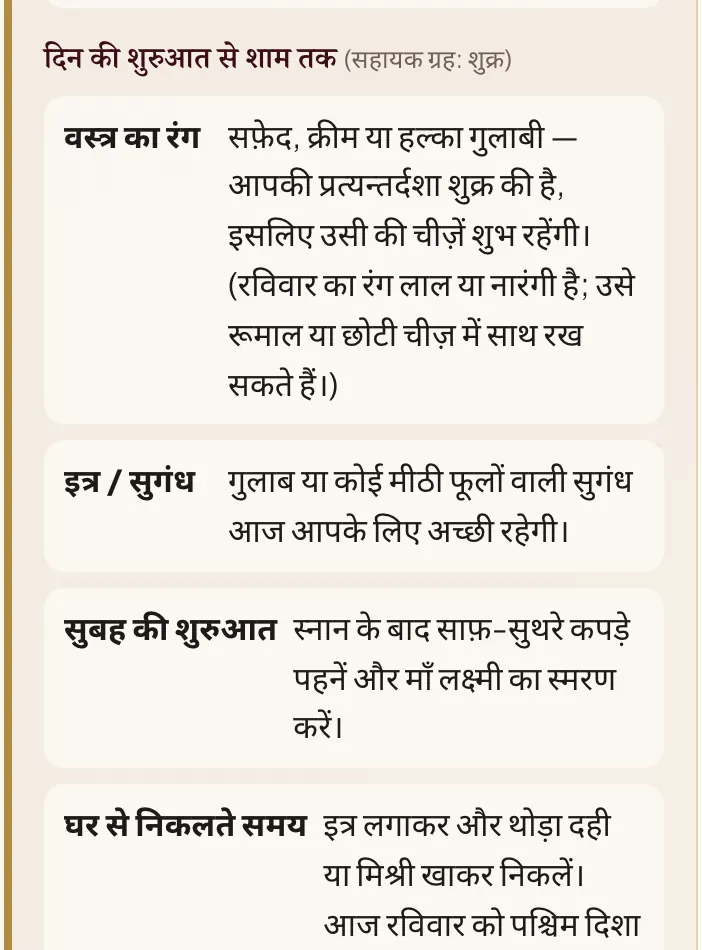 दिन की शुरुआत से शाम तक (सहायक ग्रह: शुक्र)
वस्त्र का रंग सफ़ेद, क्रीम या हल्का गुलाबी —
आपकी प्रत्यन्तर्दशा शुक्र की है,
इसलिए उसी की चीज़ें शुभ रहेंगी।
(रविवार का रंग लाल या नारंगी है; उसे
रूमाल या छोटी चीज़ में साथ रख
सकते हैं।)
इत्र / सुगंध गुलाब या कोई मीठी फूलों वाली सुगंध
आज आपके लिए अच्छी रहेगी।
सुबह की शुरुआत स्नान के बाद साफ़-सुथरे कपड़े
पहनें और माँ लक्ष्मी का स्मरण
करें।
घर से निकलते समय इत्र लगाकर और थोड़ा दही
या मिश्री खाकर निकलें।
आज रविवार को पश्चिम दिशा